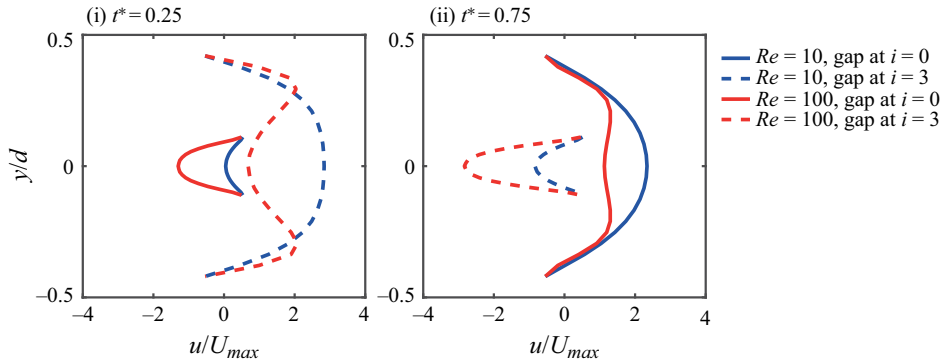 (i) t* = 0.25
(ii) t* = 0.75
0.5
0.5
Re = 10, gap at i = 0
Re = 10, gap at i = 3
Re = 100, gap at i = 0
Re = 100, gap at i = 3
y/d
0
0
–0.5
–0.5
–4
–2
0
2
4
–4
–2
0
2
4
u/Umax
u/Umax